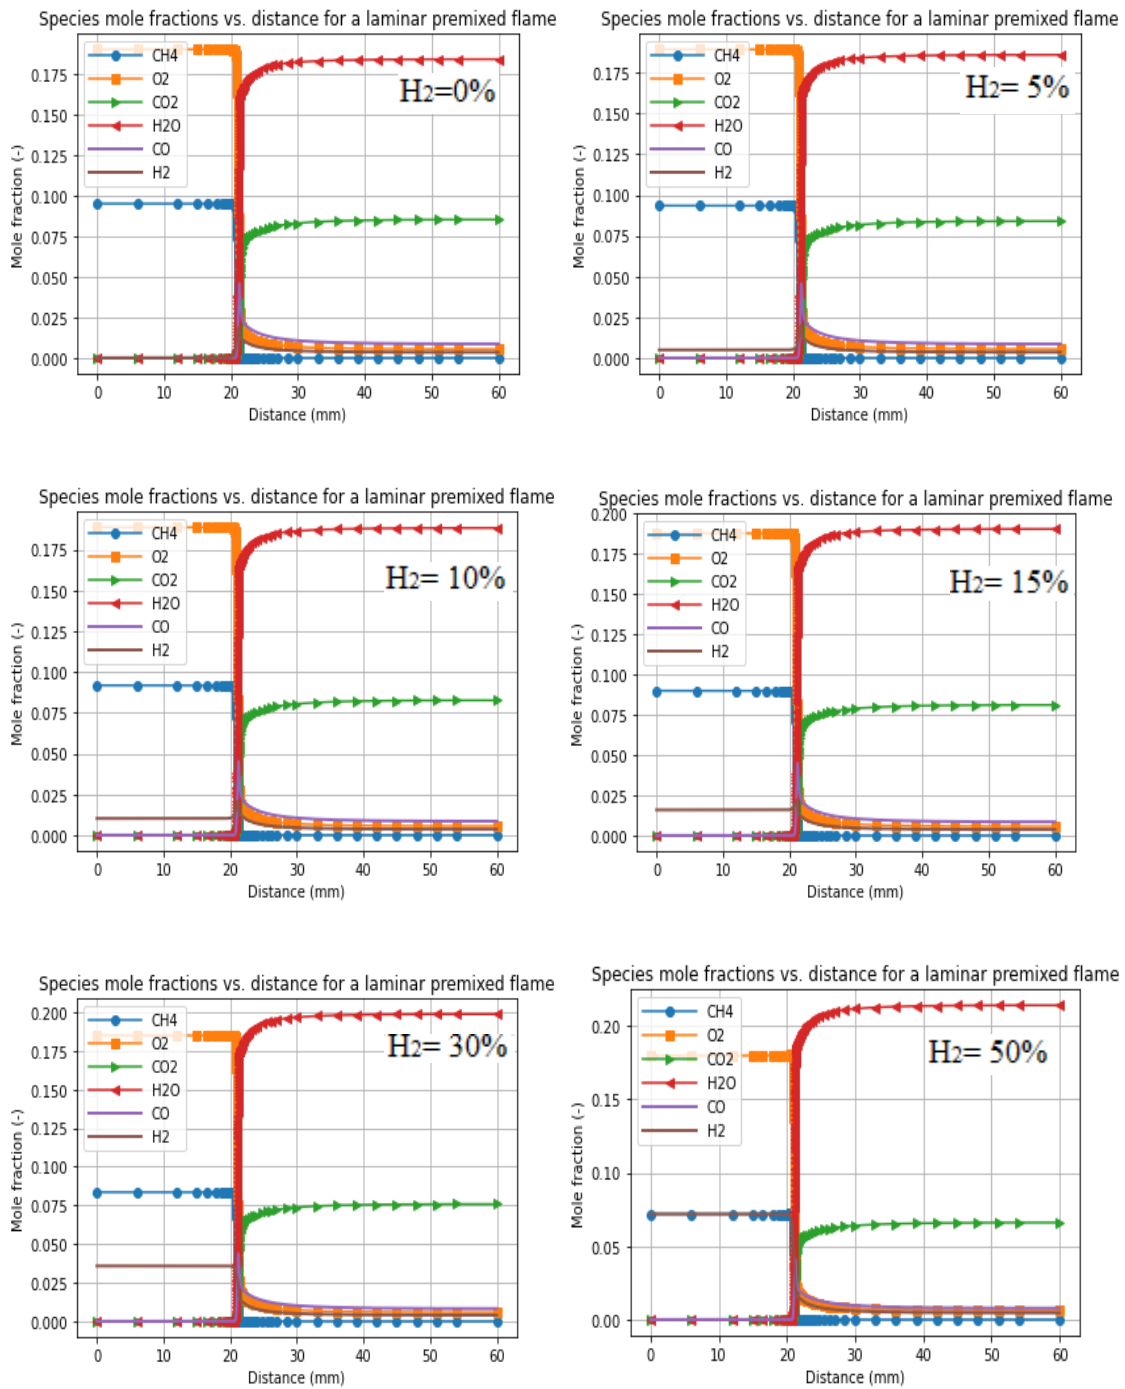 Species mole fractions vs. distance for a laminar premixed flame
CH4
O2
CO2
H2O
CO
H2
H2=0%
0.175
0.150
0.125
0.100
0.075
0.050
0.025
0.000
Mole fraction (-)
0 10 20 30 40 50 60
Distance (mm)
Species mole fractions vs. distance for a laminar premixed flame
CH4
O2
CO2
H2O
CO
H2
H2= 5%
0.175
0.150
0.125
0.100
0.075
0.050
0.025
0.000
Mole fraction (-)
0 10 20 30 40 50 60
Distance (mm)
Species mole fractions vs. distance for a laminar premixed flame
CH4
O2
CO2
H2O
CO
H2
H2= 10%
0.175
0.150
0.125
0.100
0.075
0.050
0.025
0.000
Mole fraction (-)
0 10 20 30 40 50 60
Distance (mm)
Species mole fractions vs. distance for a laminar premixed flame
CH4
O2
CO2
H2O
CO
H2
H2= 15%
0.200
0.175
0.150
0.125
0.100
0.075
0.050
0.025
0.000
Mole fraction (-)
0 10 20 30 40 50 60
Distance (mm)
Species mole fractions vs. distance for a laminar premixed flame
CH4
O2
CO2
H2O
CO
H2
H2= 30%
0.200
0.175
0.150
0.125
0.100
0.075
0.050
0.025
0.000
Mole fraction (-)
0 10 20 30 40 50 60
Distance (mm)
Species mole fractions vs. distance for a laminar premixed flame
CH4
O2
CO2
H2O
CO
H2
H2= 50%
0.20
0.15
0.10
0.05
0.00
Mole fraction (-)
0 10 20 30 40 50 60
Distance (mm)